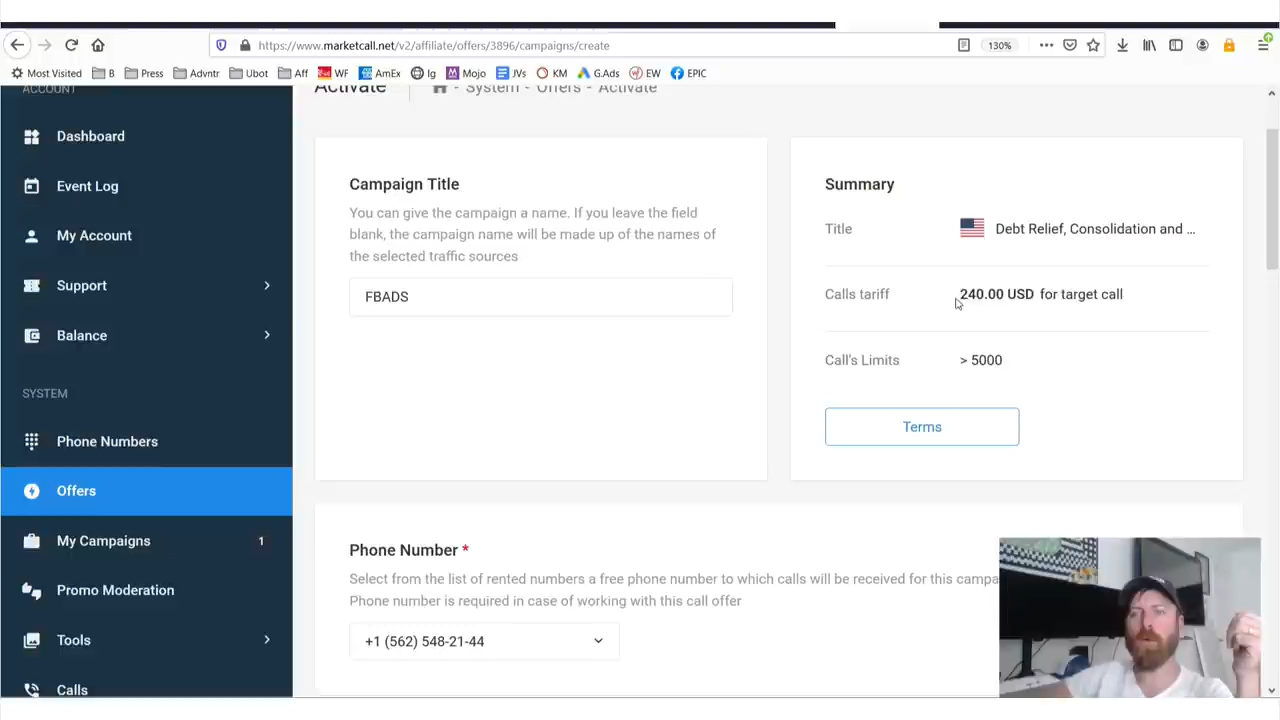 https://www.marketcall.net/v2/affiliate/offers/3896/campaigns/create
130%
Most Visited
B
Press
Advntr
Ubot
Aff
WF
AmEx
Ig
Mojo
JVs
KM
G.Ads
EW
EPIC
ACCOUNT
Dashboard
Event Log
My Account
Support
Balance
SYSTEM
Phone Numbers
Offers
My Campaigns 1
Promo Moderation
Tools
Calls
Activate
- System - Offers - Activate
Campaign Title
You can give the campaign a name. If you leave the field
blank, the campaign name will be made up of the names of
the selected traffic sources
FBADS
Summary
Title Debt Relief, Consolidation and ...
Calls tariff 240.00 USD for target call
Call's Limits > 5000
Terms
Phone Number *
Select from the list of rented numbers a free phone number to which calls will be received for this campa
Phone number is required in case of working with this call offer
+1 (562) 548-21-44